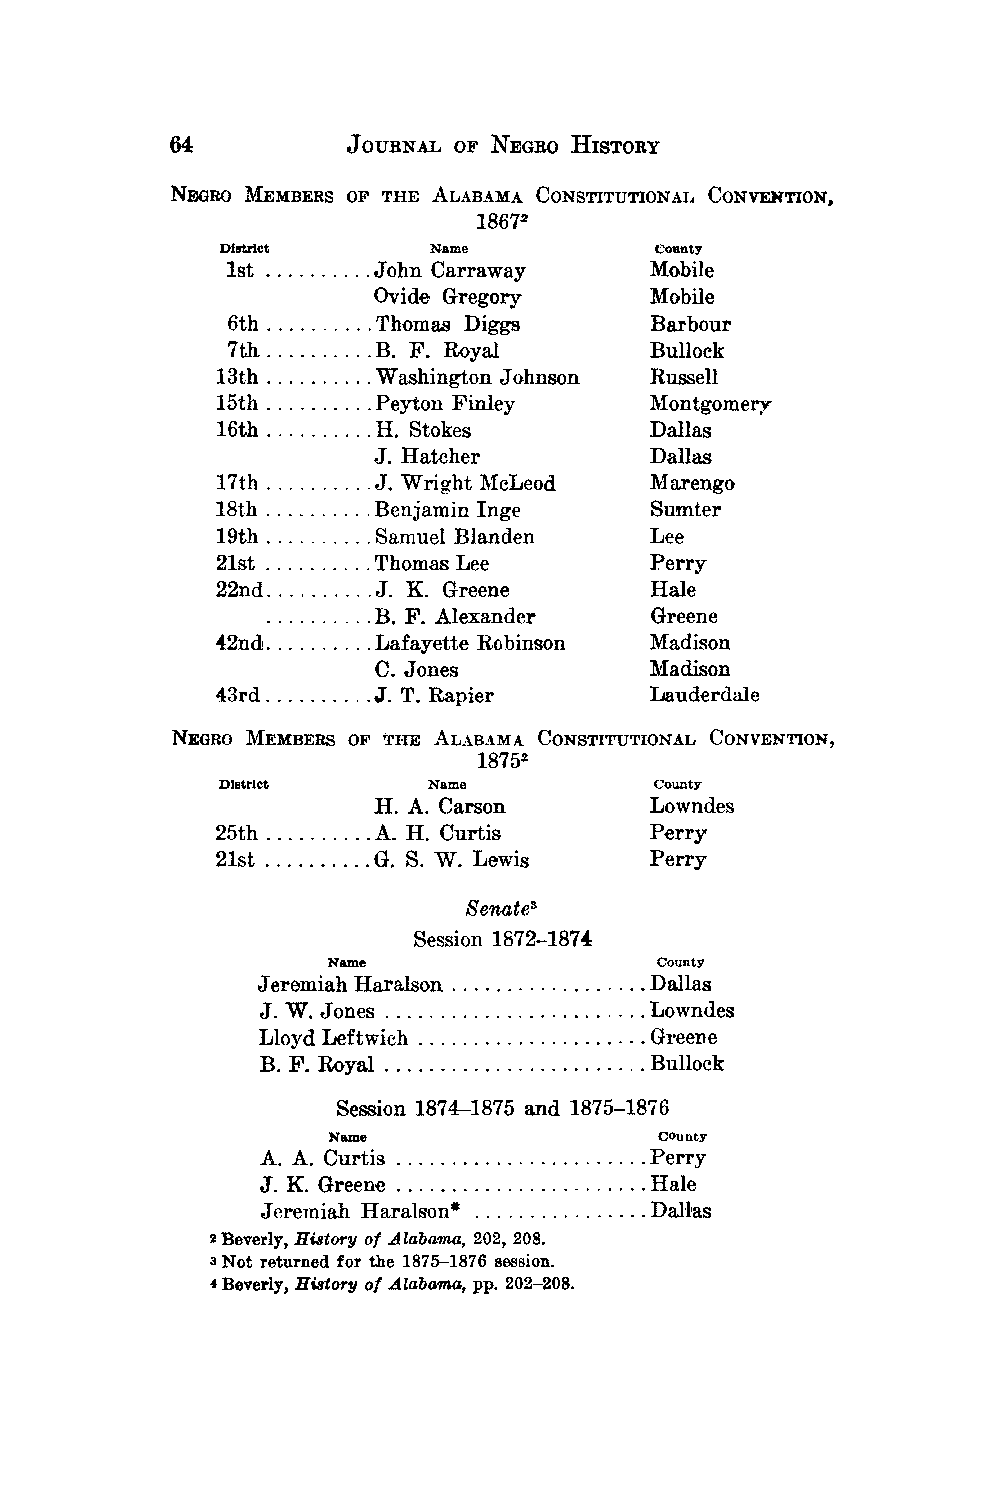 64 JOURNAL OF NEGRO HISTORY
NEGRO MEMBERS OF THE ALABAMA CONSTITUTIONAL CONVENTION,
1867²
District Name County
1st ..........John Carraway Mobile
Ovide Gregory Mobile
6th..........Thomas Diggs Barbour
7th..........B. F. Royal Bullock
13th..........Washington Johnson Russell
15th..........Peyton Finley Montgomery
16th..........H. Stokes Dallas
J. Hatcher Dallas
17th..........J. Wright McLeod Marengo
18th..........Benjamin Inge Sumter
19th..........Samuel Blanden Lee
21st ..........Thomas Lee Perry
22nd..........J. K. Greene Hale
..........B. F. Alexander Greene
42nd..........Lafayette Robinson Madison
C. Jones Madison
43rd..........J. T. Rapier Lauderdale
NEGRO MEMBERS OF THE ALABAMA CONSTITUTIONAL CONVENTION,
1875²
District Name County
H. A. Carson Lowndes
25th..........A. H. Curtis Perry
21st ..........G. S. W. Lewis Perry
Senate³
Session 1872–1874
Name County
Jeremiah Haralson ..................Dallas
J. W. Jones ........................Lowndes
Lloyd Leftwich .....................Greene
B. F. Royal ........................Bullock
Session 1874–1875 and 1875–1876
Name County
A. A. Curtis .......................Perry
J. K. Greene .......................Hale
Jeremiah Haralson* ................Dallas
² Beverly, History of Alabama, 202, 208.
³ Not returned for the 1875–1876 session.
⁴ Beverly, History of Alabama, pp. 202–208.